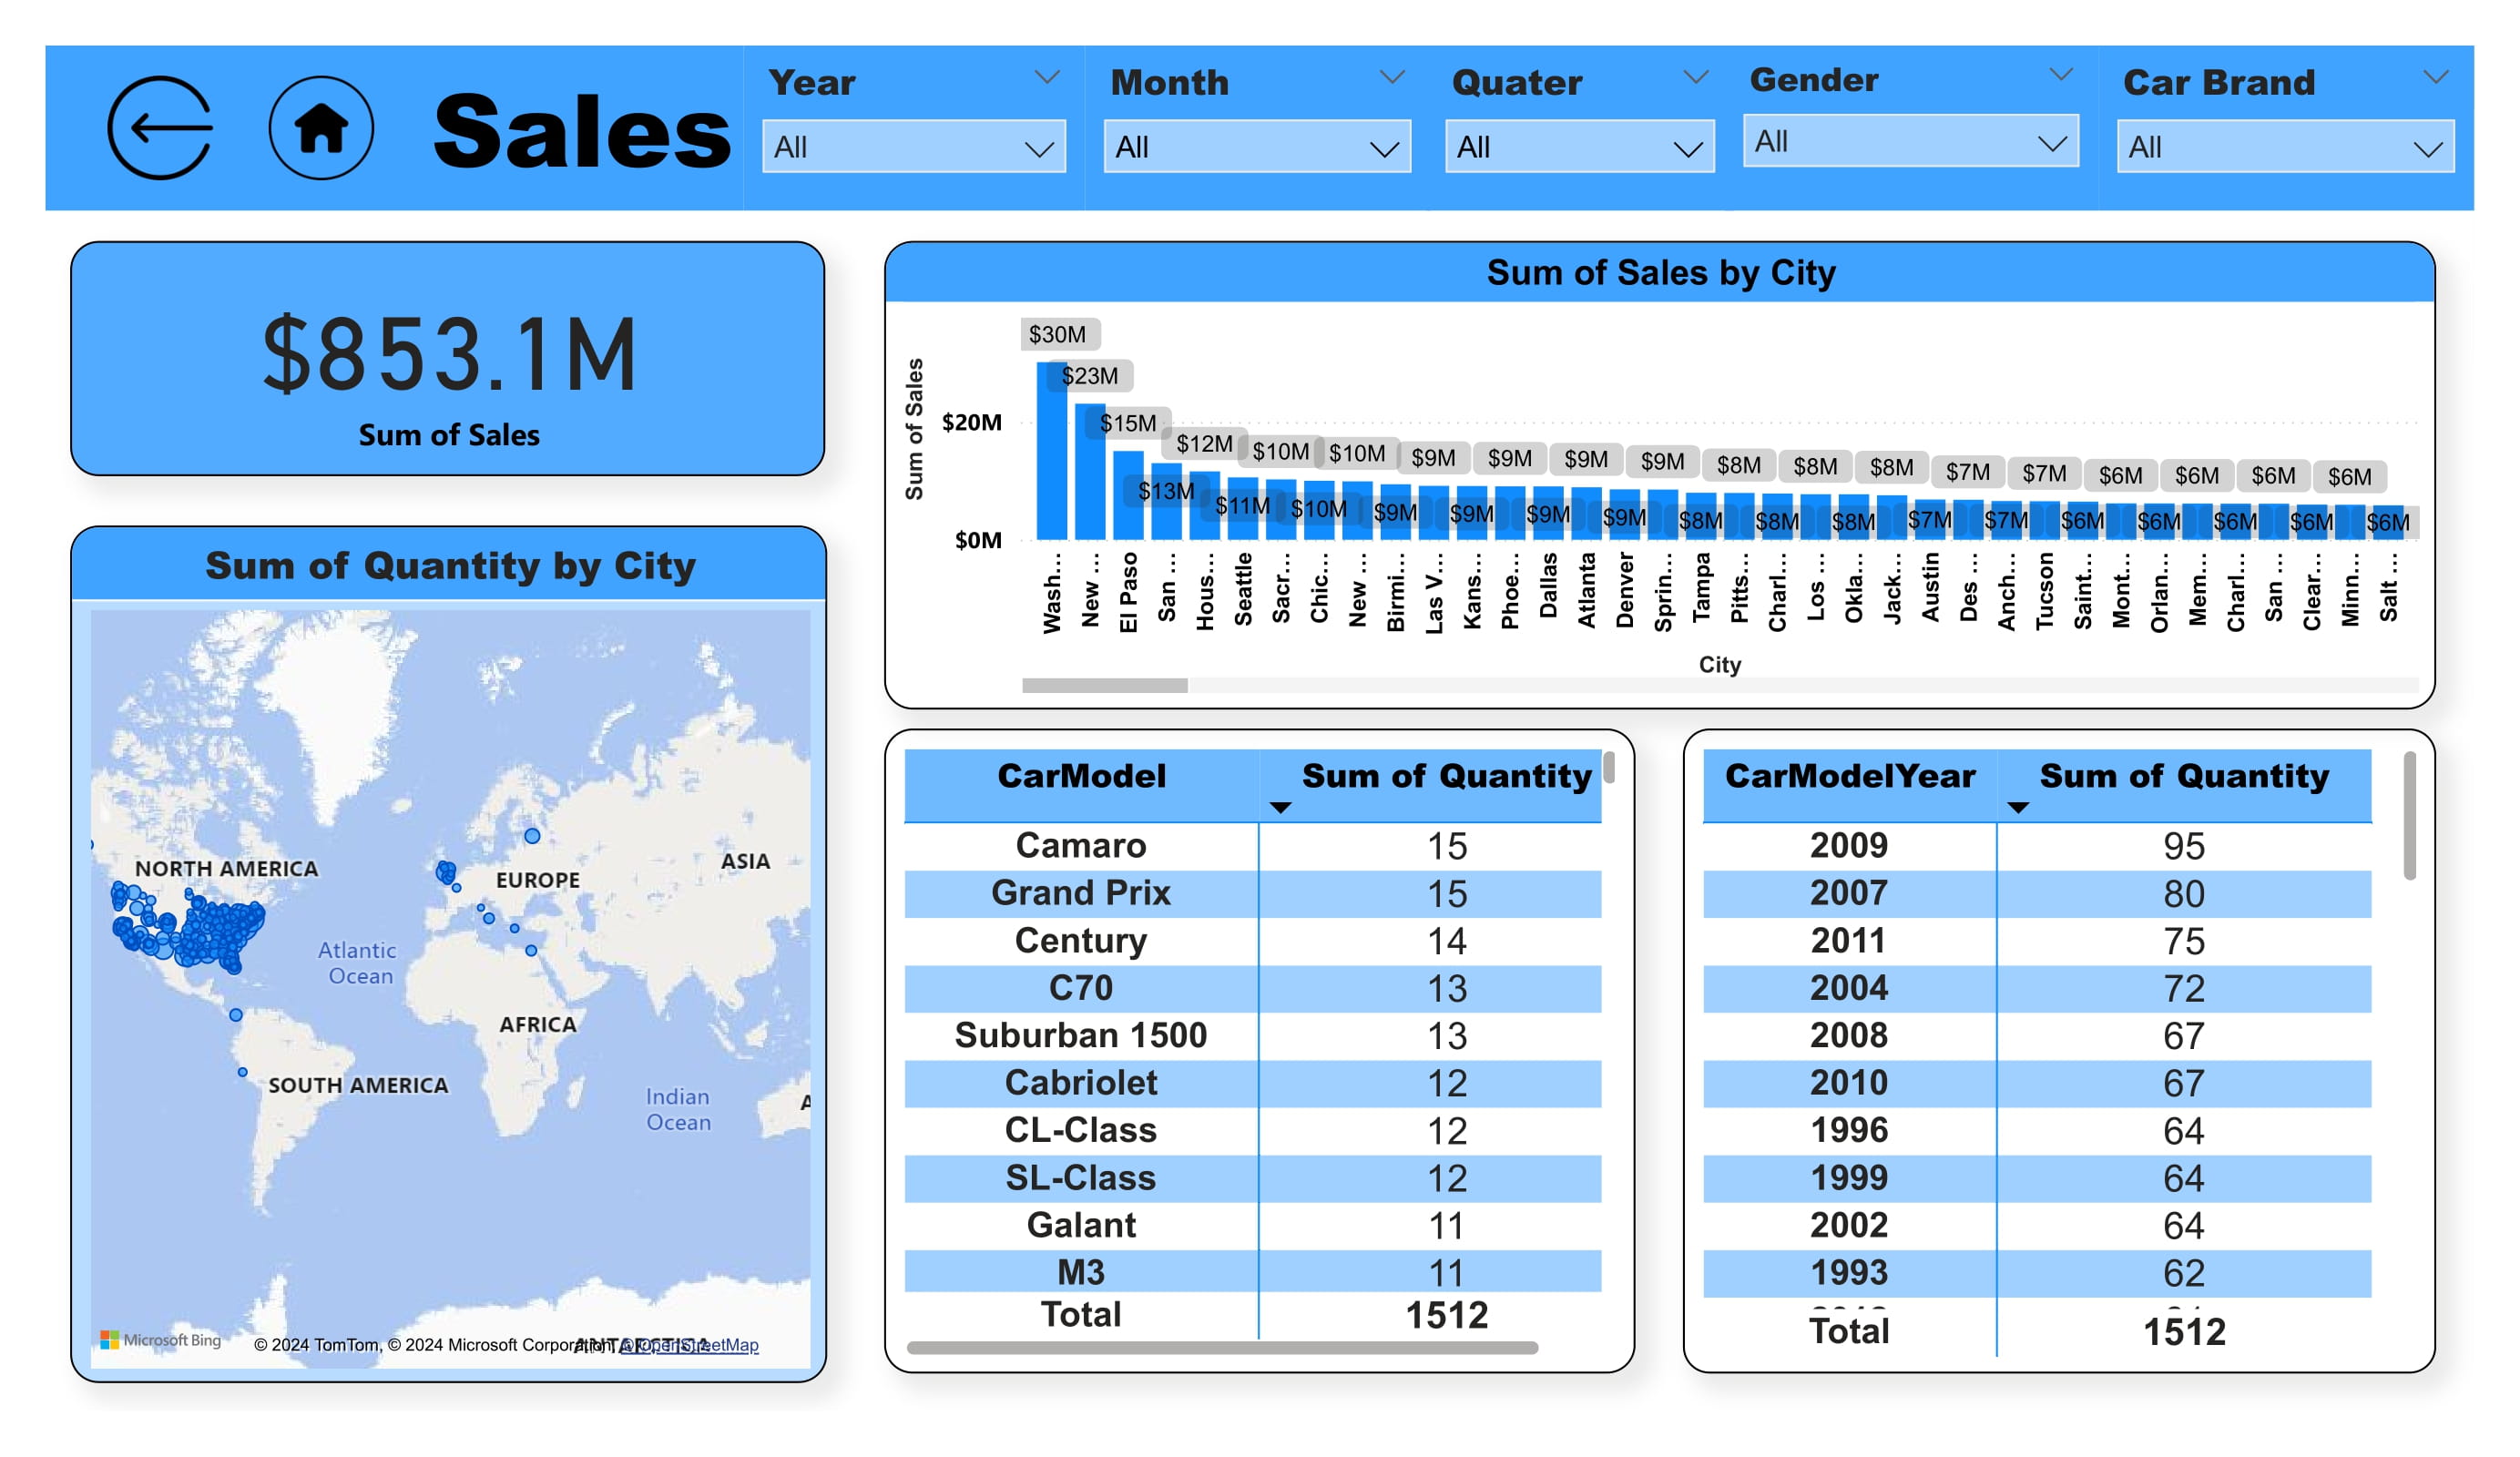 Sales
Year
All
Month
All
Quater
All
Gender
All
Car Brand
All
$853.1M
Sum of Sales
Sum of Quantity by City
NORTH AMERICA
EUROPE
ASIA
Atlantic
Ocean
AFRICA
SOUTH AMERICA
Indian
Ocean
A
Microsoft Bing
© 2024 TomTom, © 2024 Microsoft Corporation, © OpenStreetMap
ANTARCTICA
Sum of Sales by City
Sum of Sales
$20M
$0M
$30M
$23M
$15M
$13M
$12M
$11M
$10M
$10M
$10M
$9M
$9M
$9M
$9M
$9M
$9M
$9M
$9M
$8M
$8M
$8M
$8M
$8M
$8M
$7M
$7M
$7M
$7M
$6M
$6M
$6M
$6M
$6M
$6M
$6M
$6M
$6M
Wash...
New ...
El Paso
San ...
Hous...
Seattle
Sacr...
Chic...
New ...
Birmi...
Las V...
Kans...
Phoe...
Dallas
Atlanta
Denver
Sprin...
Tampa
Pitts...
Charl...
Los ...
Okla...
Jack...
Austin
Des ...
Anch...
Tucson
Saint...
Mont...
Orlan...
Mem...
Charl...
San ...
Clear...
Minn...
Salt ...
City
CarModel Sum of Quantity
Camaro 15
Grand Prix 15
Century 14
C70 13
Suburban 1500 13
Cabriolet 12
CL-Class 12
SL-Class 12
Galant 11
M3 11
Total 1512
CarModelYear Sum of Quantity
2009 95
2007 80
2011 75
2004 72
2008 67
2010 67
1996 64
1999 64
2002 64
1993 62
Total 1512